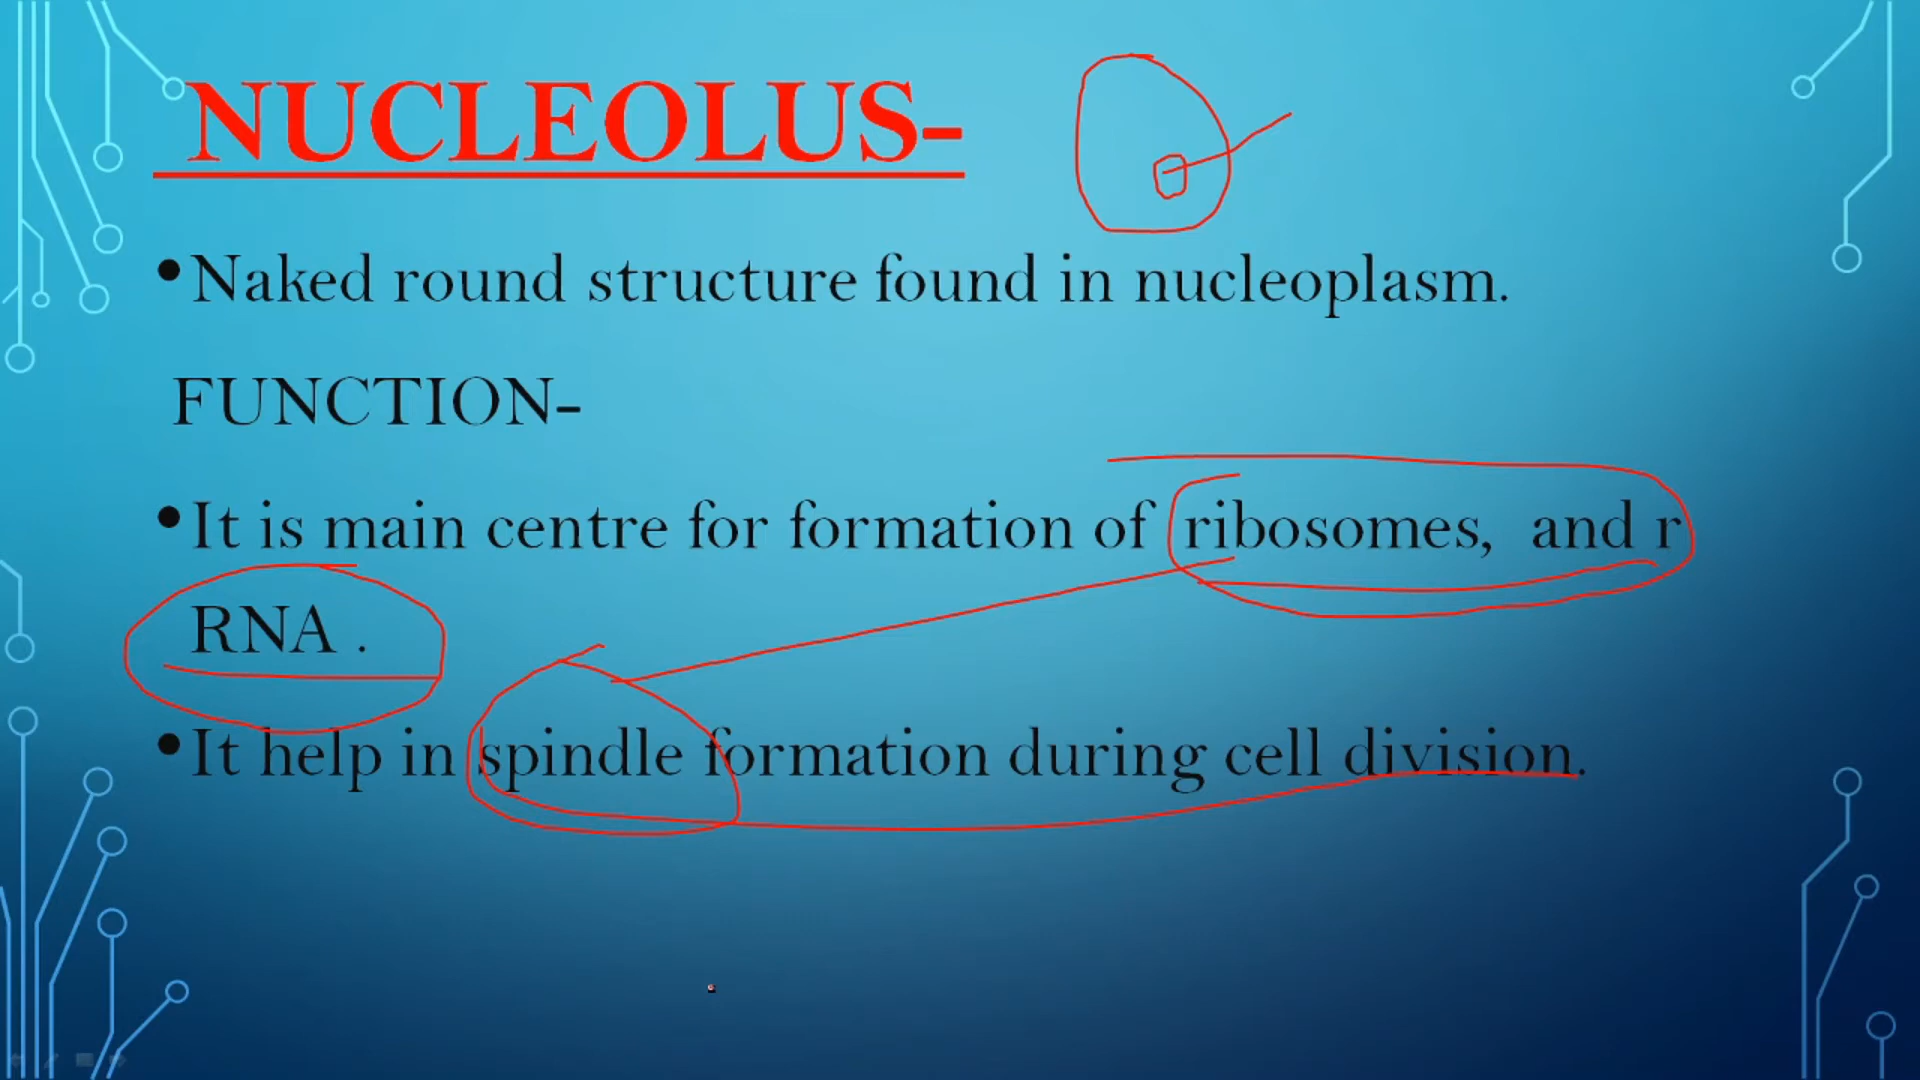 NUCLEOLUS-
•Naked round structure found in nucleoplasm.
FUNCTION-
•It is main centre for formation of ribosomes, and r
RNA .
•It help in spindle formation during cell division.